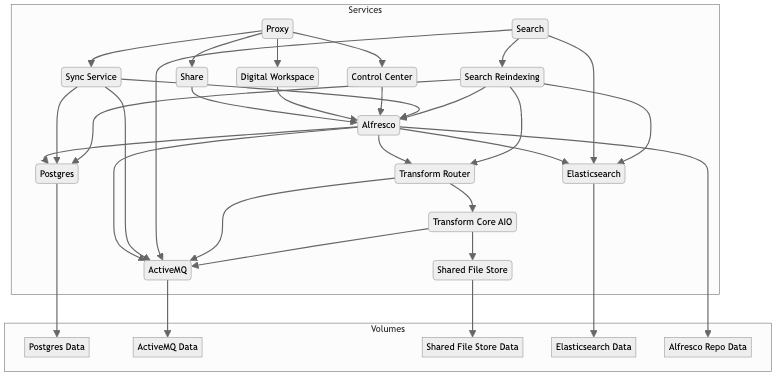 Services
Proxy
Search
Sync Service
Share
Digital Workspace
Control Center
Search Reindexing
Alfresco
Postgres
Transform Router
Elasticsearch
Transform Core AIO
ActiveMQ
Shared File Store
Volumes
Postgres Data
ActiveMQ Data
Shared File Store Data
Elasticsearch Data
Alfresco Repo Data